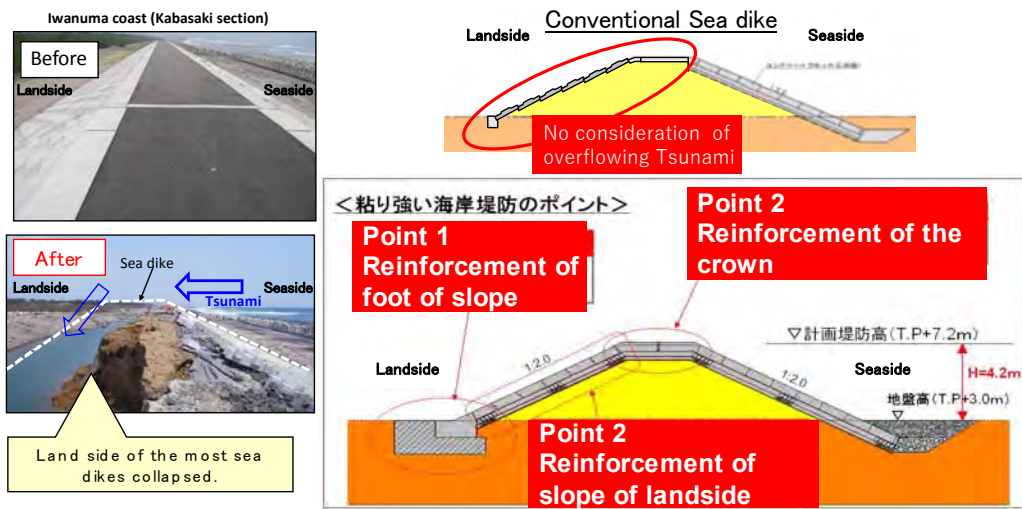 Iwanuma coast (Kabasaki section)
Before
Landside
Seaside
After
Landside
Sea dike
Seaside
Tsunami
Land side of the most sea
dikes collapsed.
Conventional Sea dike
Landside
Seaside
No consideration of
overflowing Tsunami
<粘り強い海岸堤防のポイント>
Point 1
Reinforcement of
foot of slope
Point 2
Reinforcement of the
crown
▽計画堤防高(T.P+7.2m)
Landside
1:2.0
1:2.0
Seaside
H=4.2m
地盤高(T.P+3.0m)
▽
Point 2
Reinforcement of
slope of landside